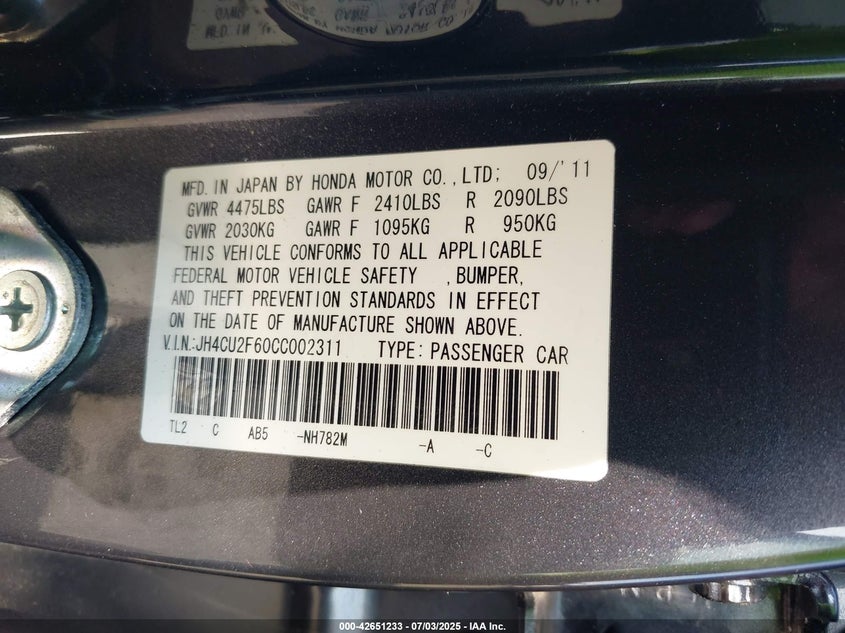 MFD. IN JAPAN BY HONDA MOTOR CO.,LTD; 09/'11
GVWR 4475LBS GAWR F 2410LBS R 2090LBS
GVWR 2030KG GAWR F 1095KG R 950KG
THIS VEHICLE CONFORMS TO ALL APPLICABLE
FEDERAL MOTOR VEHICLE SAFETY ,BUMPER,
AND THEFT PREVENTION STANDARDS IN EFFECT
ON THE DATE OF MANUFACTURE SHOWN ABOVE.
V.I.N.:JH4CU2F60CC002311 TYPE:PASSENGER CAR
TL2 C AB5 -NH782M -A -C
000-42651233 - 07/03/2025 - IAA Inc.